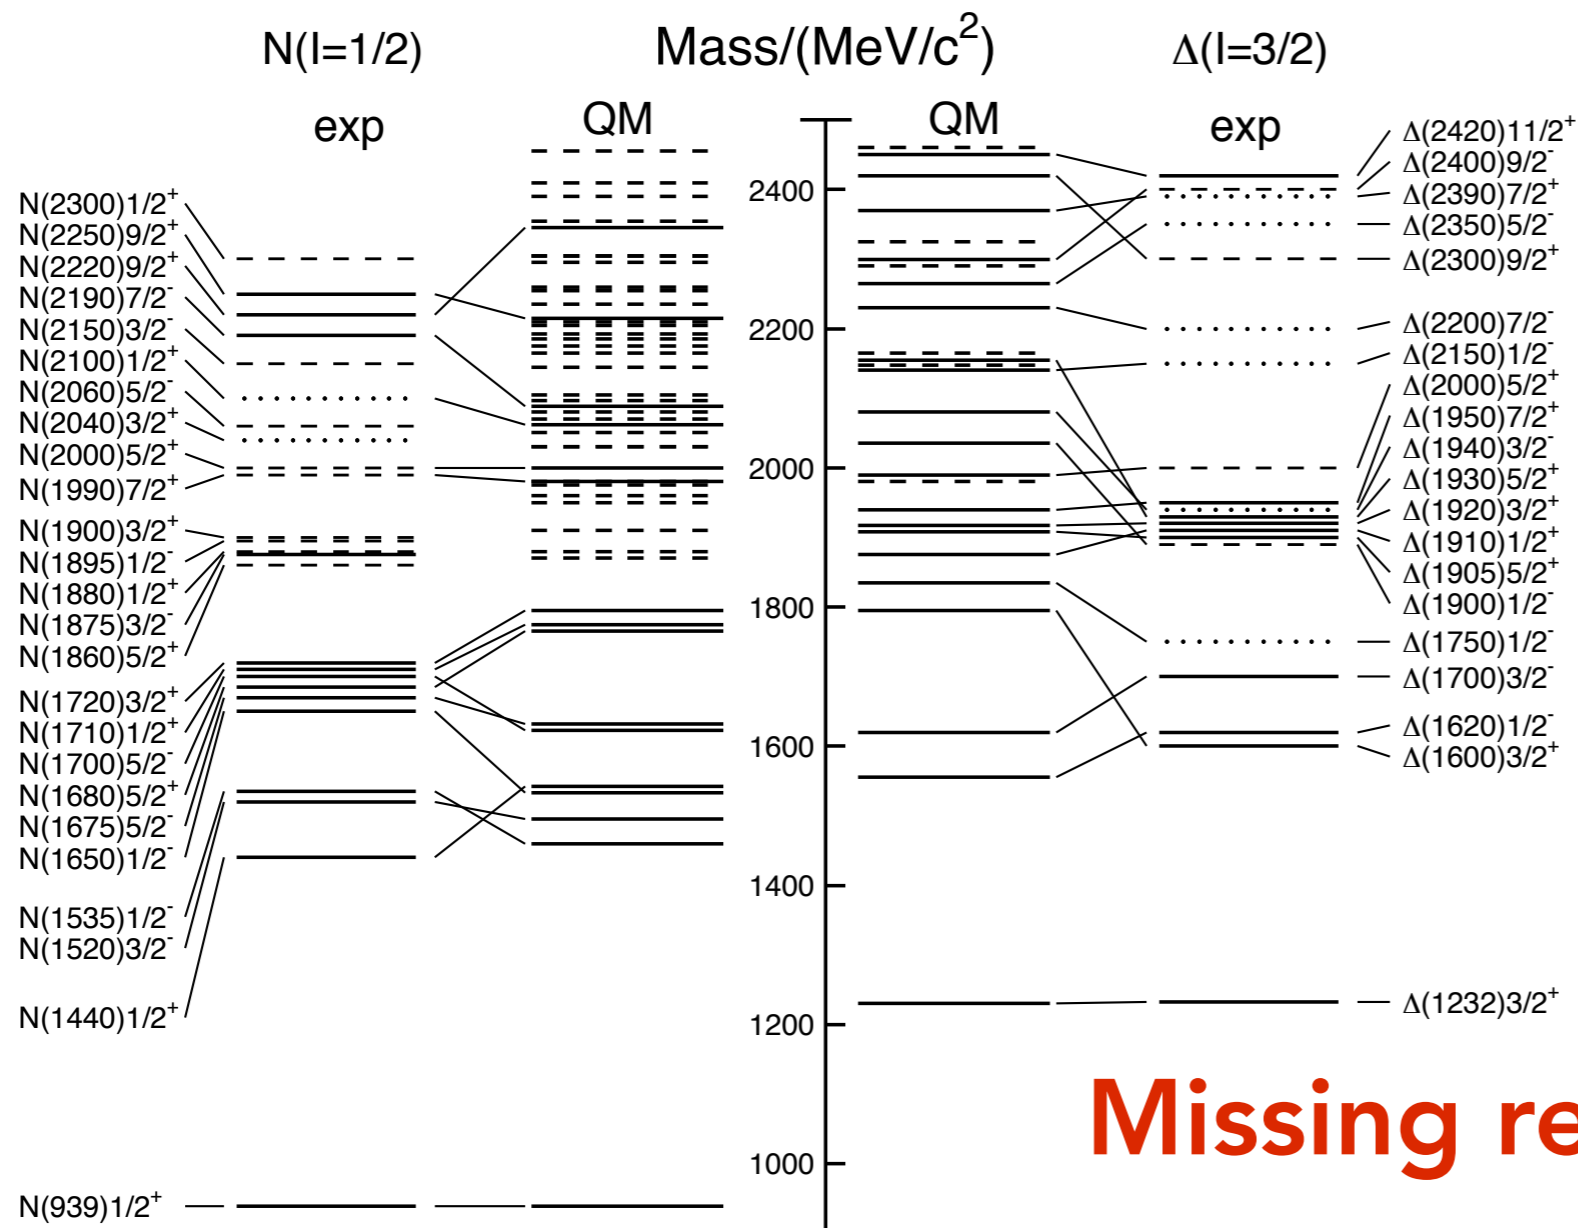 N(I=1/2) Mass/(MeV/c²) Δ(I=3/2)
exp QM QM exp
N(2300)1/2⁺
N(2250)9/2⁺
N(2220)9/2⁺
N(2190)7/2⁻
N(2150)3/2⁻
N(2100)1/2⁺
N(2060)5/2⁻
N(2040)3/2⁺
N(2000)5/2⁺
N(1990)7/2⁺
N(1900)3/2⁺
N(1895)1/2⁻
N(1880)1/2⁺
N(1875)3/2⁻
N(1860)5/2⁺
N(1720)3/2⁺
N(1710)1/2⁺
N(1700)5/2⁻
N(1680)5/2⁺
N(1675)5/2⁻
N(1650)1/2⁻
N(1535)1/2⁻
N(1520)3/2⁻
N(1440)1/2⁺
N(939)1/2⁺
2400
2200
2000
1800
1600
1400
1200
1000
Δ(2420)11/2⁺
Δ(2400)9/2⁻
Δ(2390)7/2⁺
Δ(2350)5/2⁻
Δ(2300)9/2⁺
Δ(2200)7/2⁻
Δ(2150)1/2⁻
Δ(2000)5/2⁺
Δ(1950)7/2⁺
Δ(1940)3/2⁻
Δ(1930)5/2⁺
Δ(1920)3/2⁺
Δ(1910)1/2⁺
Δ(1905)5/2⁺
Δ(1900)1/2⁻
Δ(1750)1/2⁻
Δ(1700)3/2⁻
Δ(1620)1/2⁻
Δ(1600)3/2⁺
Δ(1232)3/2⁺
Missing re